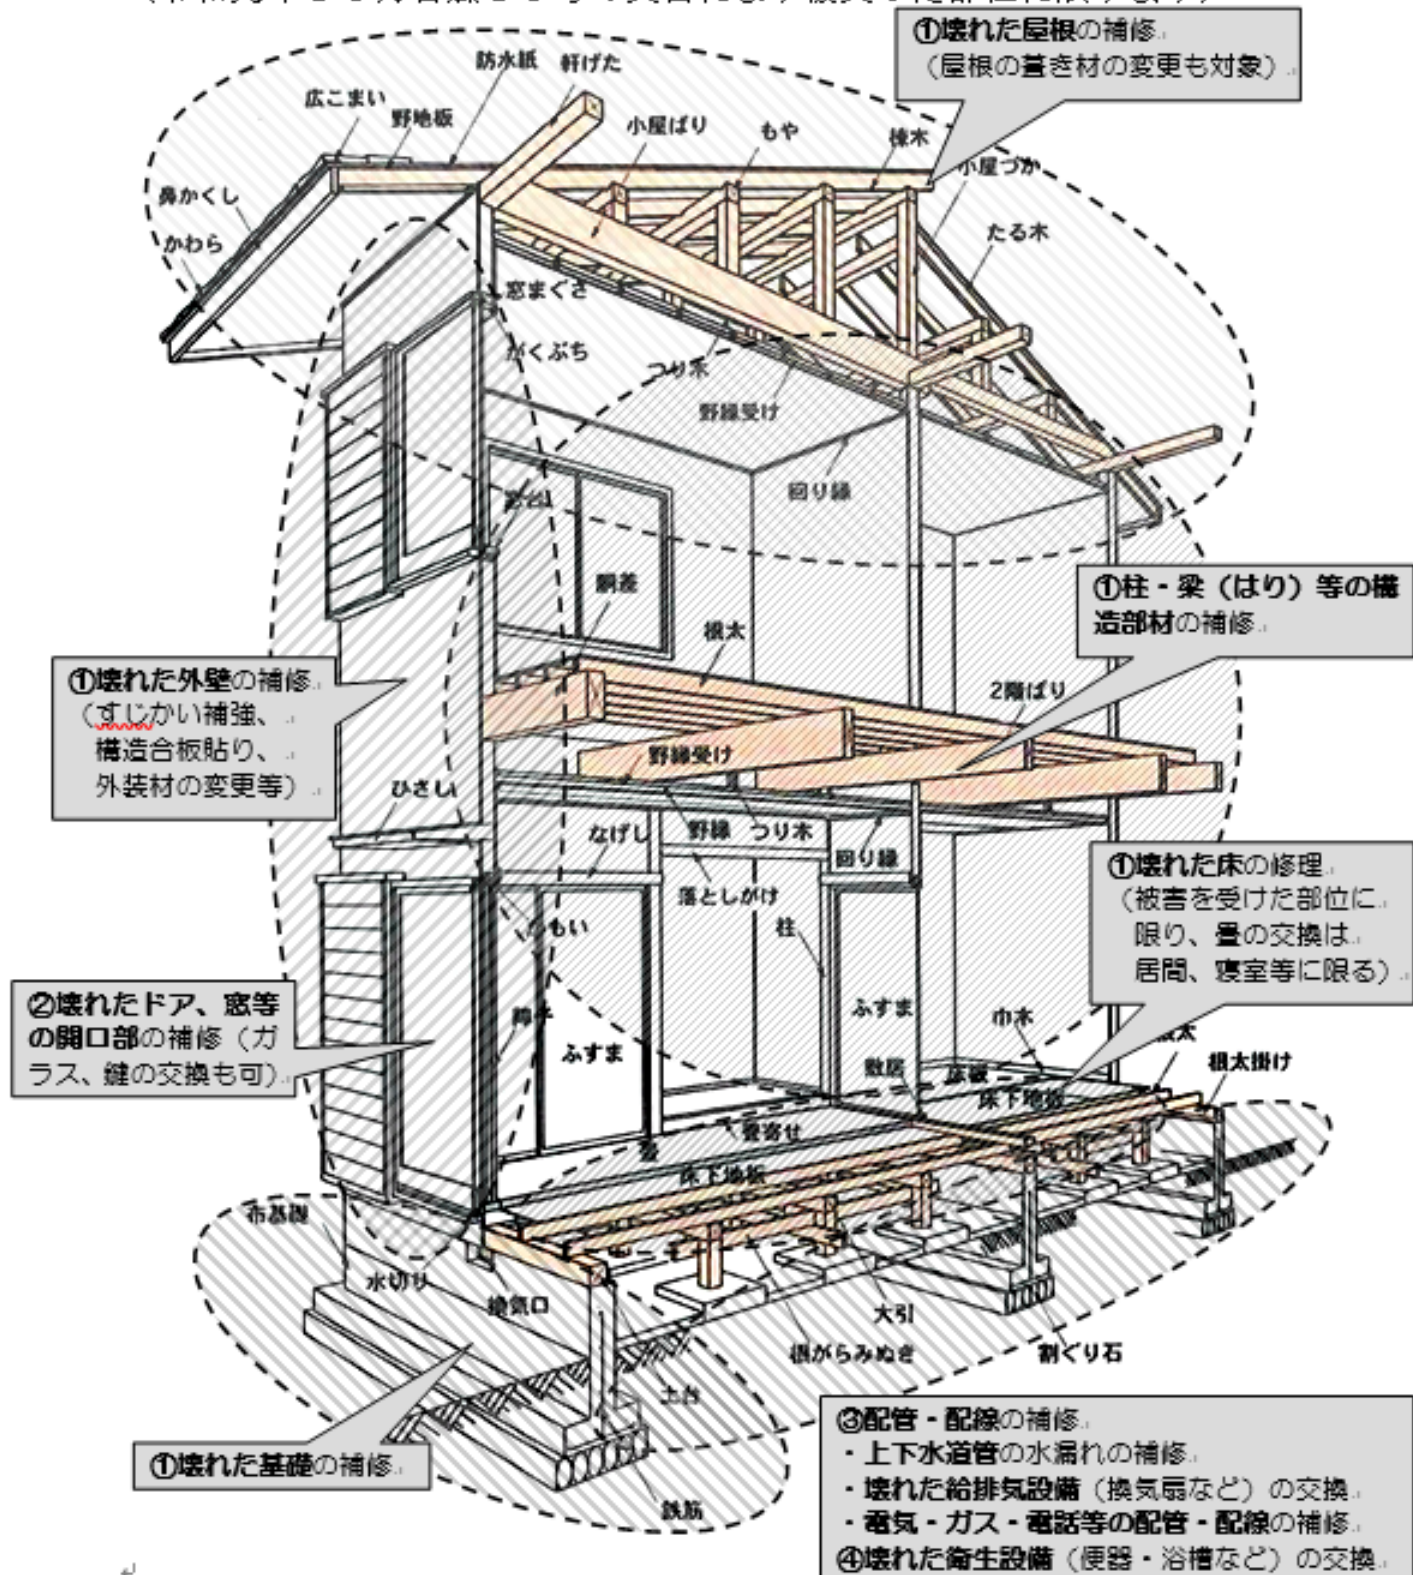 ①壊れた屋根の補修
（屋根の葺き材の変更も対象）
防水紙
軒げた
広こまい
野地板
小屋ばり
もや
棟木
小屋づか
鼻かくし
かわら
たる木
窓まぐさ
がくぶち
つり木
野縁受け
回り縁
窓台
胴差
根太
2階ばり
①柱・梁（はり）等の構
造部材の補修
①壊れた外壁の補修
（すじかい補強、
構造合板貼り、
外装材の変更等）
野縁受け
ひさし
なげし
野縁
つり木
回り縁
落としがけ
柱
①壊れた床の修理
（被害を受けた部位に
限り、畳の交換は
居間、寝室等に限る）
②壊れたドア、窓等
の開口部の補修（ガ
ラス、鍵の交換も可）
ふすま
ふすま
巾木
敷居
床板
根太掛け
床下地板
畳寄せ
床下地板
布基礎
水切り
換気口
大引
根がらみぬき
割ぐり石
土台
①壊れた基礎の補修
鉄筋
③配管・配線の補修
・上下水道管の水漏れの補修
・壊れた給排気設備（換気扇など）の交換
・電気・ガス・電話等の配管・配線の補修
④壊れた衛生設備（便器・浴槽など）の交換